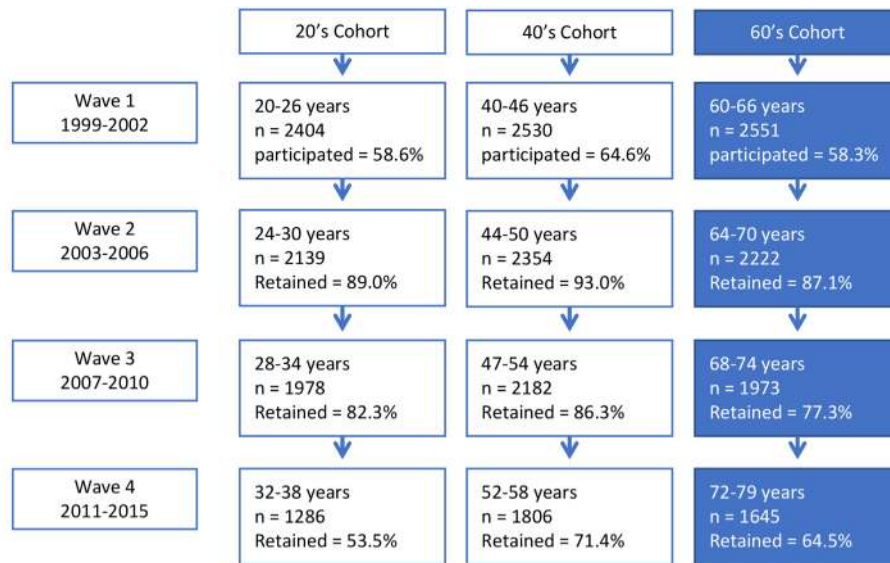 20's Cohort
40's Cohort
60's Cohort
Wave 1
1999-2002
20-26 years
n = 2404
participated = 58.6%
40-46 years
n = 2530
participated = 64.6%
60-66 years
n = 2551
participated = 58.3%
Wave 2
2003-2006
24-30 years
n = 2139
Retained = 89.0%
44-50 years
n = 2354
Retained = 93.0%
64-70 years
n = 2222
Retained = 87.1%
Wave 3
2007-2010
28-34 years
n = 1978
Retained = 82.3%
47-54 years
n = 2182
Retained = 86.3%
68-74 years
n = 1973
Retained = 77.3%
Wave 4
2011-2015
32-38 years
n = 1286
Retained = 53.5%
52-58 years
n = 1806
Retained = 71.4%
72-79 years
n = 1645
Retained = 64.5%